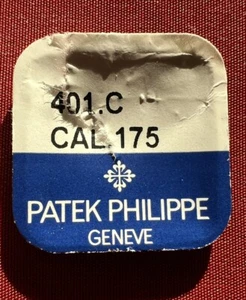 401.C
CAL 175
PATEK PHILIPPE
GENEVE